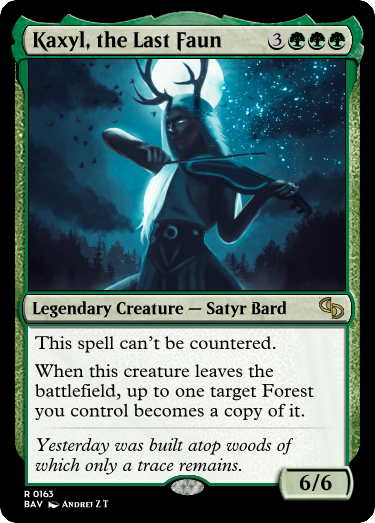 Kaxyl, the Last Faun 3
Legendary Creature — Satyr Bard
This spell can't be countered.
When this creature leaves the
battlefield, up to one target Forest
you control becomes a copy of it.
Yesterday was built atop woods of
which only a trace remains.
6/6
R 0163
BAV Andrei Z T